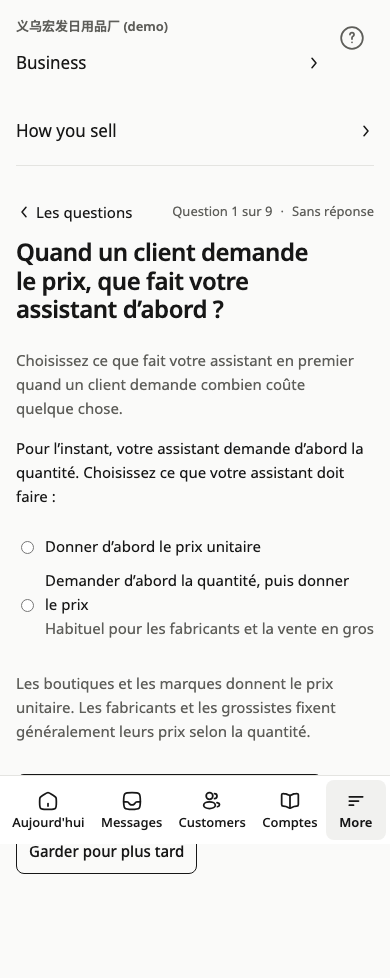 义乌宏发日用品厂 (demo)
Business
How you sell
Les questions
Question 1 sur 9 · Sans réponse
Quand un client demande
le prix, que fait votre
assistant d’abord ?
Choisissez ce que fait votre assistant en premier
quand un client demande combien coûte
quelque chose.
Pour l’instant, votre assistant demande d’abord la
quantité. Choisissez ce que votre assistant doit
faire :
Donner d’abord le prix unitaire
Demander d’abord la quantité, puis donner
le prix
Habituel pour les fabricants et la vente en gros
Les boutiques et les marques donnent le prix
unitaire. Les fabricants et les grossistes fixent
généralement leurs prix selon la quantité.
Aujourd'hui
Messages
Customers
Comptes
More
Garder pour plus tard